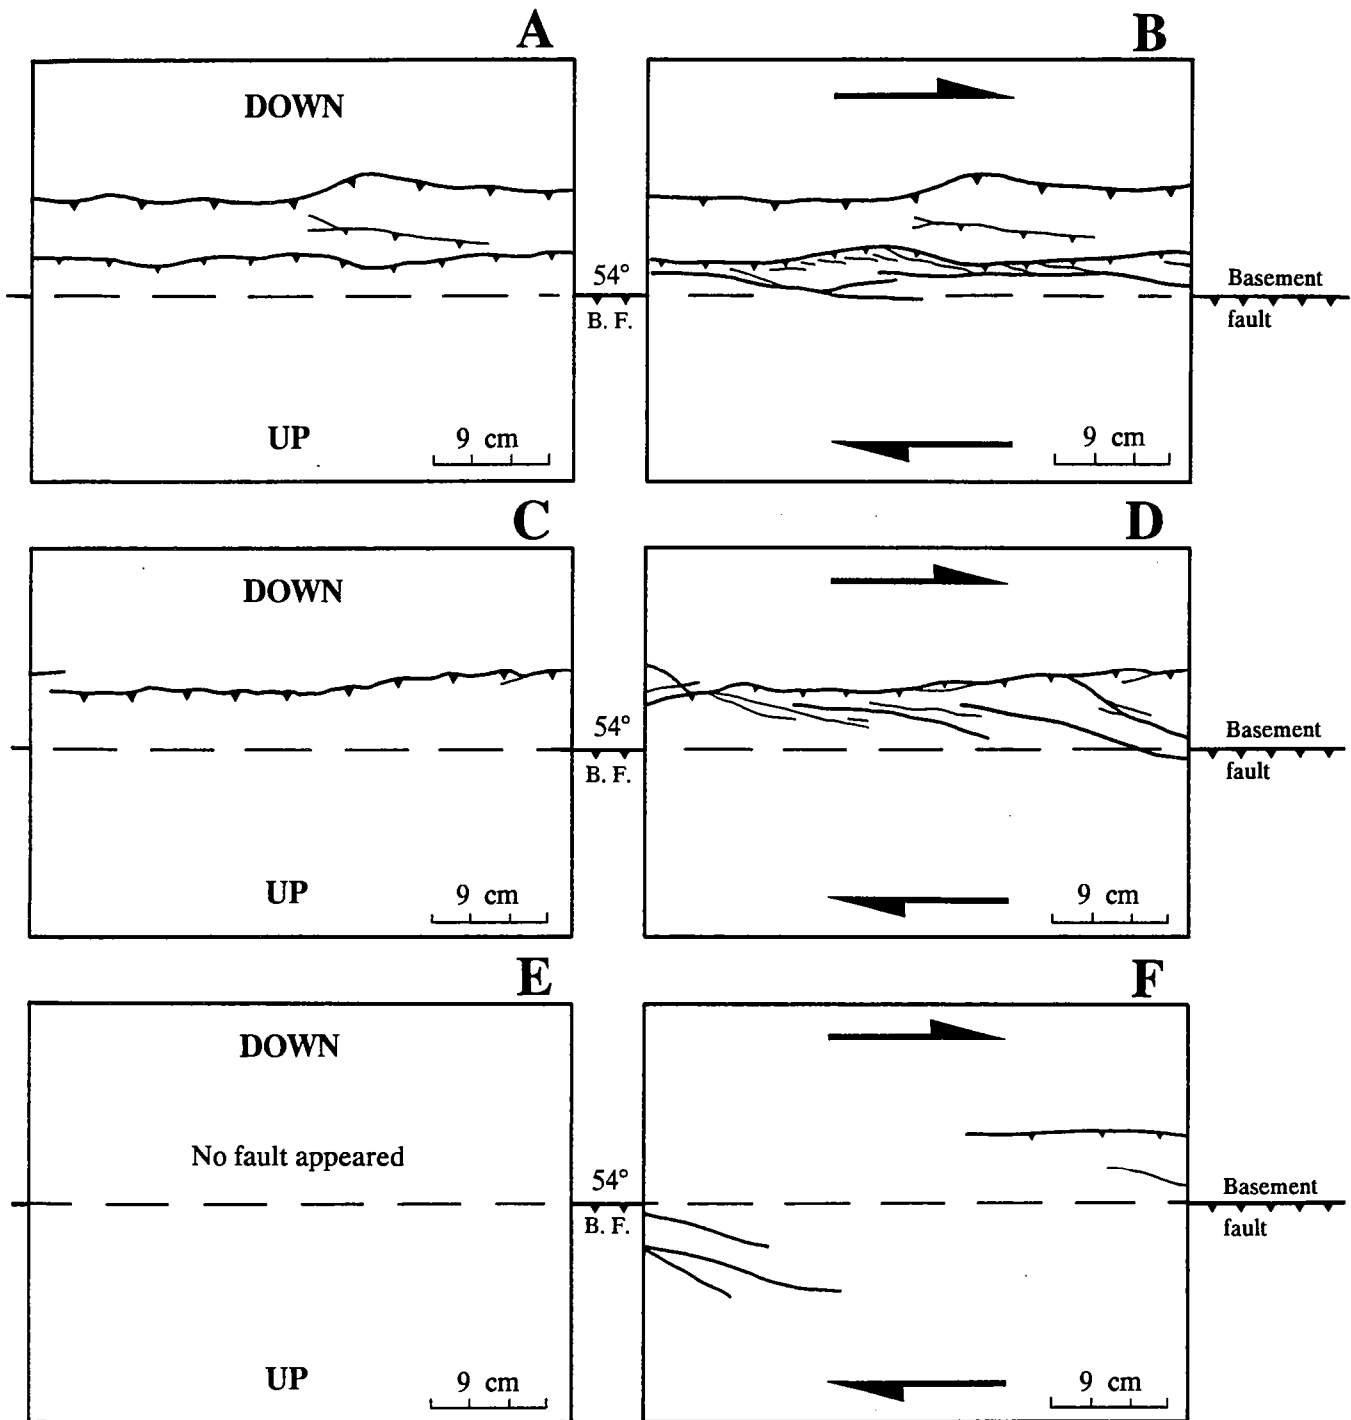 A
B
DOWN
54°
B. F.
Basement
fault
UP
9 cm
9 cm
C
D
DOWN
54°
B. F.
Basement
fault
UP
9 cm
9 cm
E
F
DOWN
No fault appeared
54°
B. F.
Basement
fault
UP
9 cm
9 cm